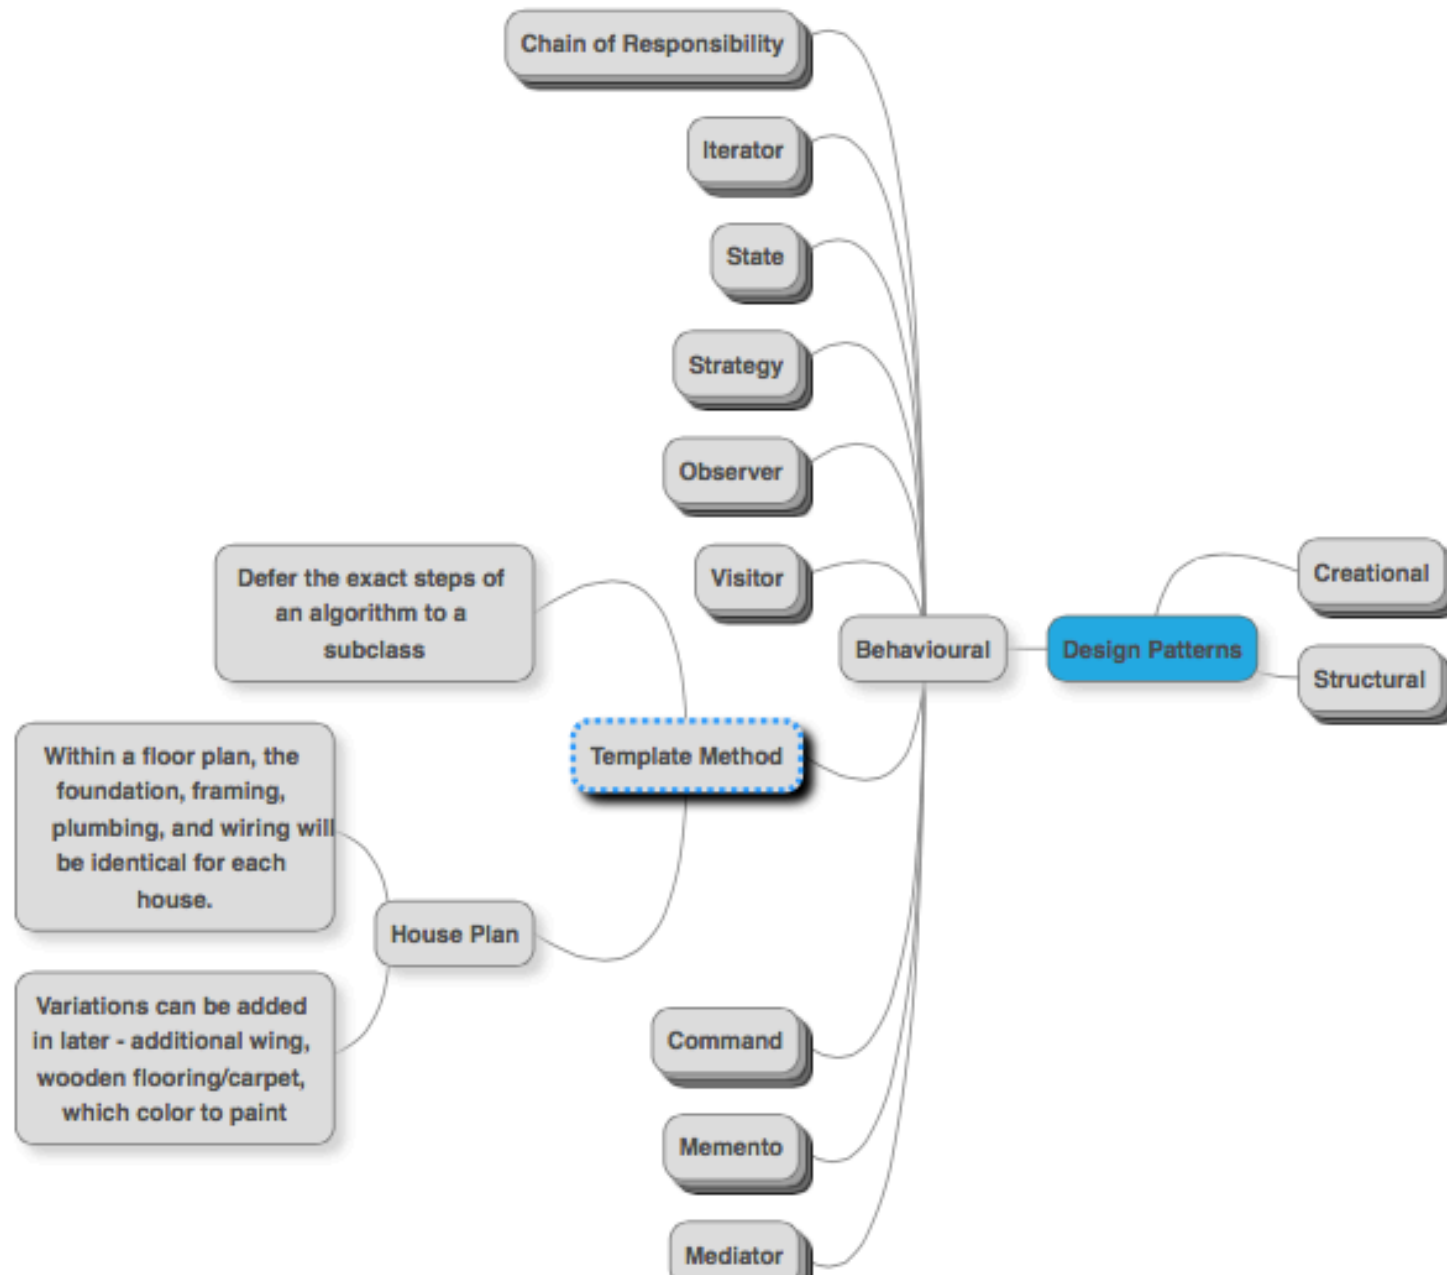 Chain of Responsibility
Iterator
State
Strategy
Observer
Visitor
Defer the exact steps of
an algorithm to a
subclass
Behavioural
Design Patterns
Creational
Structural
Template Method
Within a floor plan, the
foundation, framing,
plumbing, and wiring will
be identical for each
house.
House Plan
Variations can be added
in later - additional wing,
wooden flooring/carpet,
which color to paint
Command
Memento
Mediator